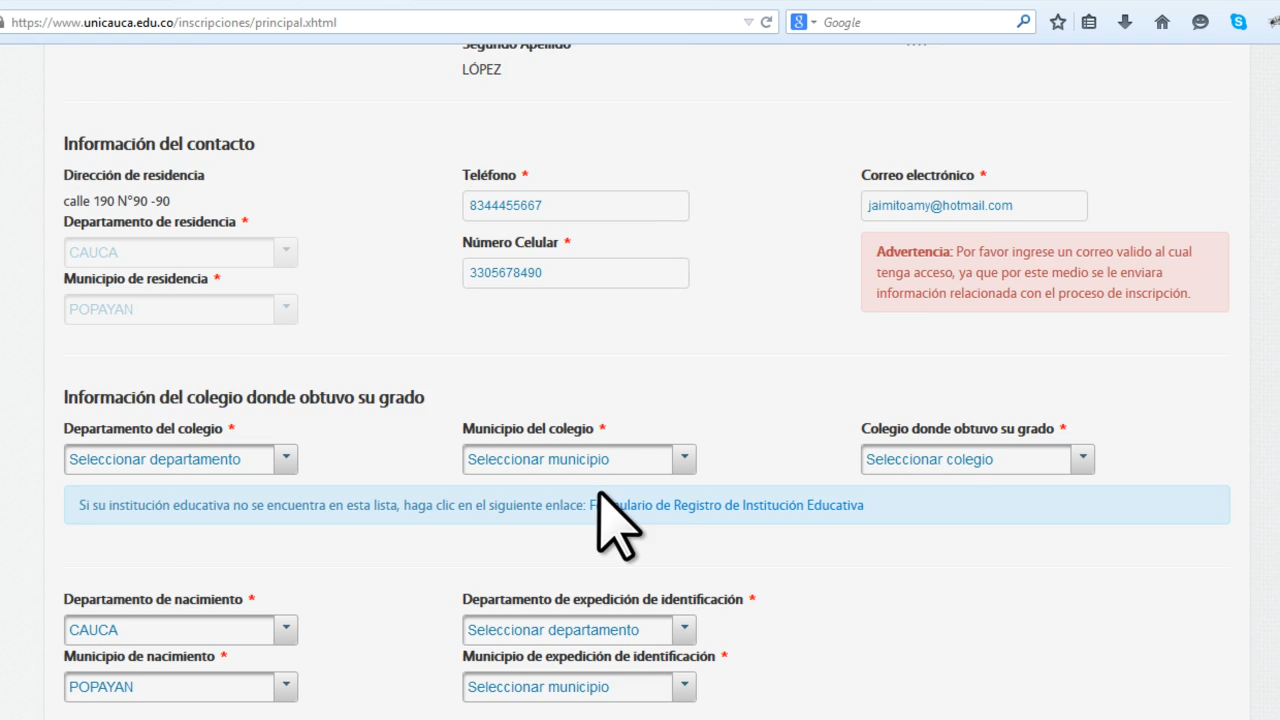 https://www.unicauca.edu.co/inscripciones/principal.xhtml
Google
Segundo Apellido
LÓPEZ
Información del contacto
Dirección de residencia
calle 190 N°90 -90
Departamento de residencia *
CAUCA
Municipio de residencia *
POPAYAN
Teléfono *
8344455667
Número Celular *
3305678490
Correo electrónico *
jaimitoamy@hotmail.com
Advertencia: Por favor ingrese un correo valido al cual
tenga acceso, ya que por este medio se le enviara
información relacionada con el proceso de inscripción.
Información del colegio donde obtuvo su grado
Departamento del colegio *
Seleccionar departamento
Municipio del colegio *
Seleccionar municipio
Colegio donde obtuvo su grado *
Seleccionar colegio
Si su institución educativa no se encuentra en esta lista, haga clic en el siguiente enlace: Formulario de Registro de Institución Educativa
Departamento de nacimiento *
CAUCA
Municipio de nacimiento *
POPAYAN
Departamento de expedición de identificación *
Seleccionar departamento
Municipio de expedición de identificación *
Seleccionar municipio